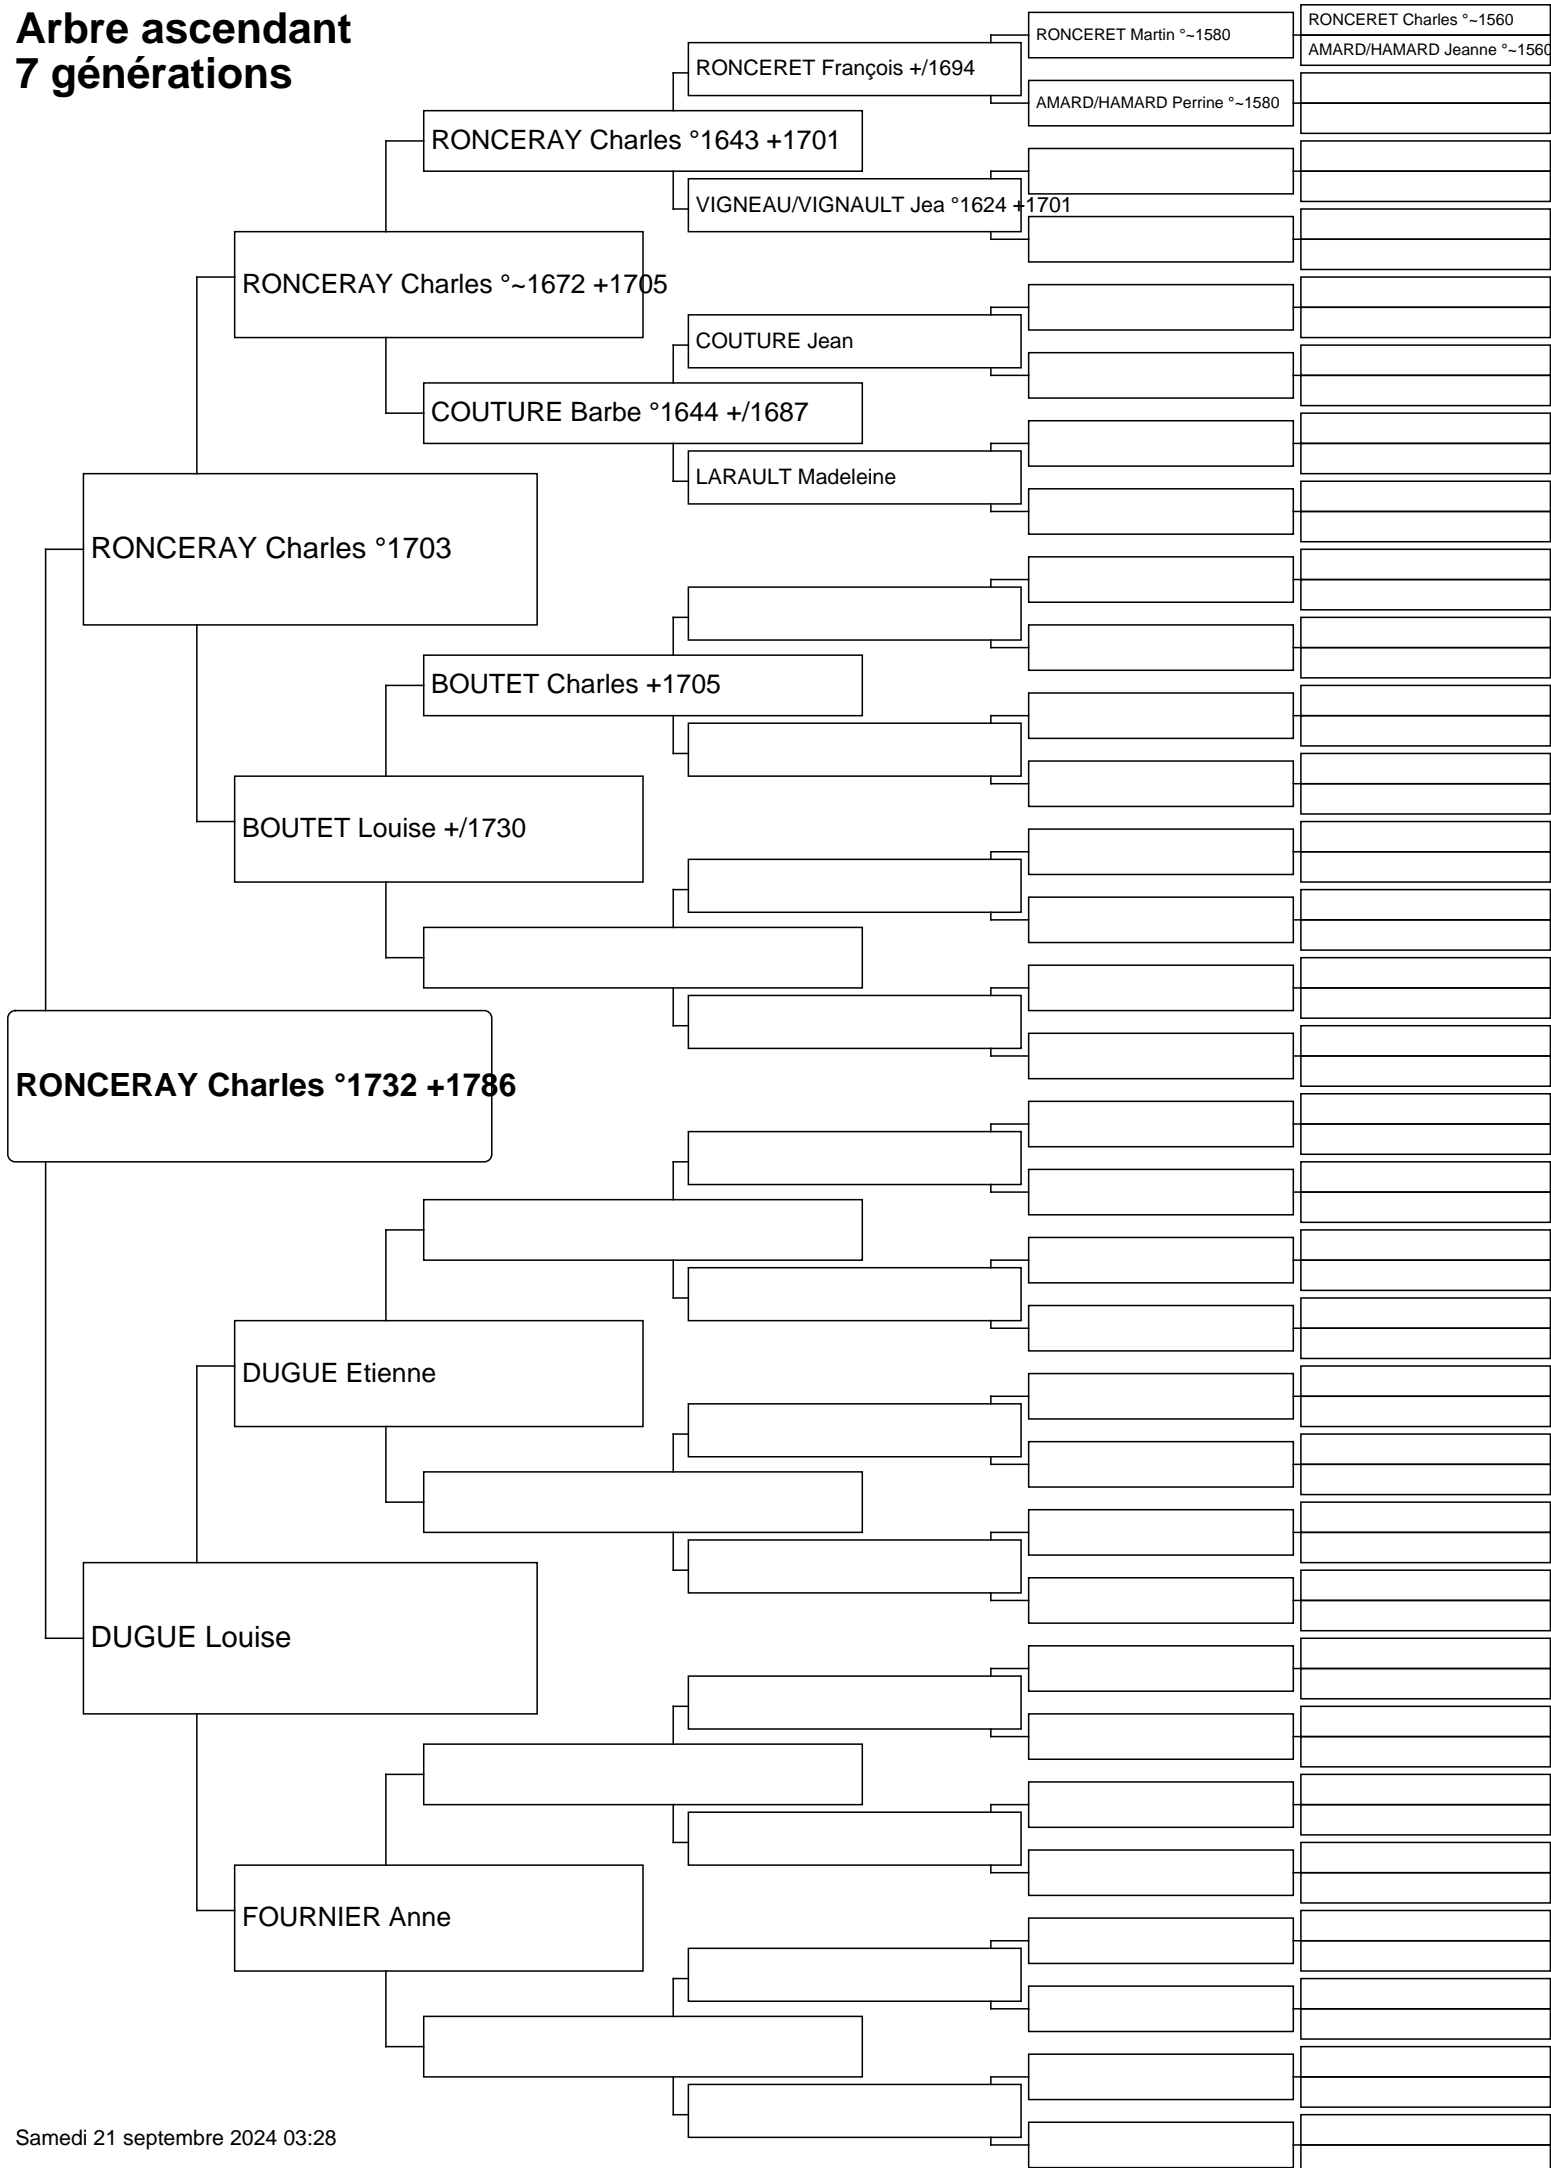 Arbre ascendant
7 générations
RONCERET Charles °~1560
RONCERET Martin °~1580
AMARD/HAMARD Jeanne °~1560
RONCERET François +/1694
AMARD/HAMARD Perrine °~1580
RONCERAY Charles °1643 +1701
VIGNEAU/VIGNAULT Jea °1624 +1701
RONCERAY Charles °~1672 +1705
COUTURE Jean
COUTURE Barbe °1644 +/1687
LARAULT Madeleine
RONCERAY Charles °1703
BOUTET Charles +1705
BOUTET Louise +/1730
RONCERAY Charles °1732 +1786
DUGUE Etienne
DUGUE Louise
FOURNIER Anne
Samedi 21 septembre 2024 03:28